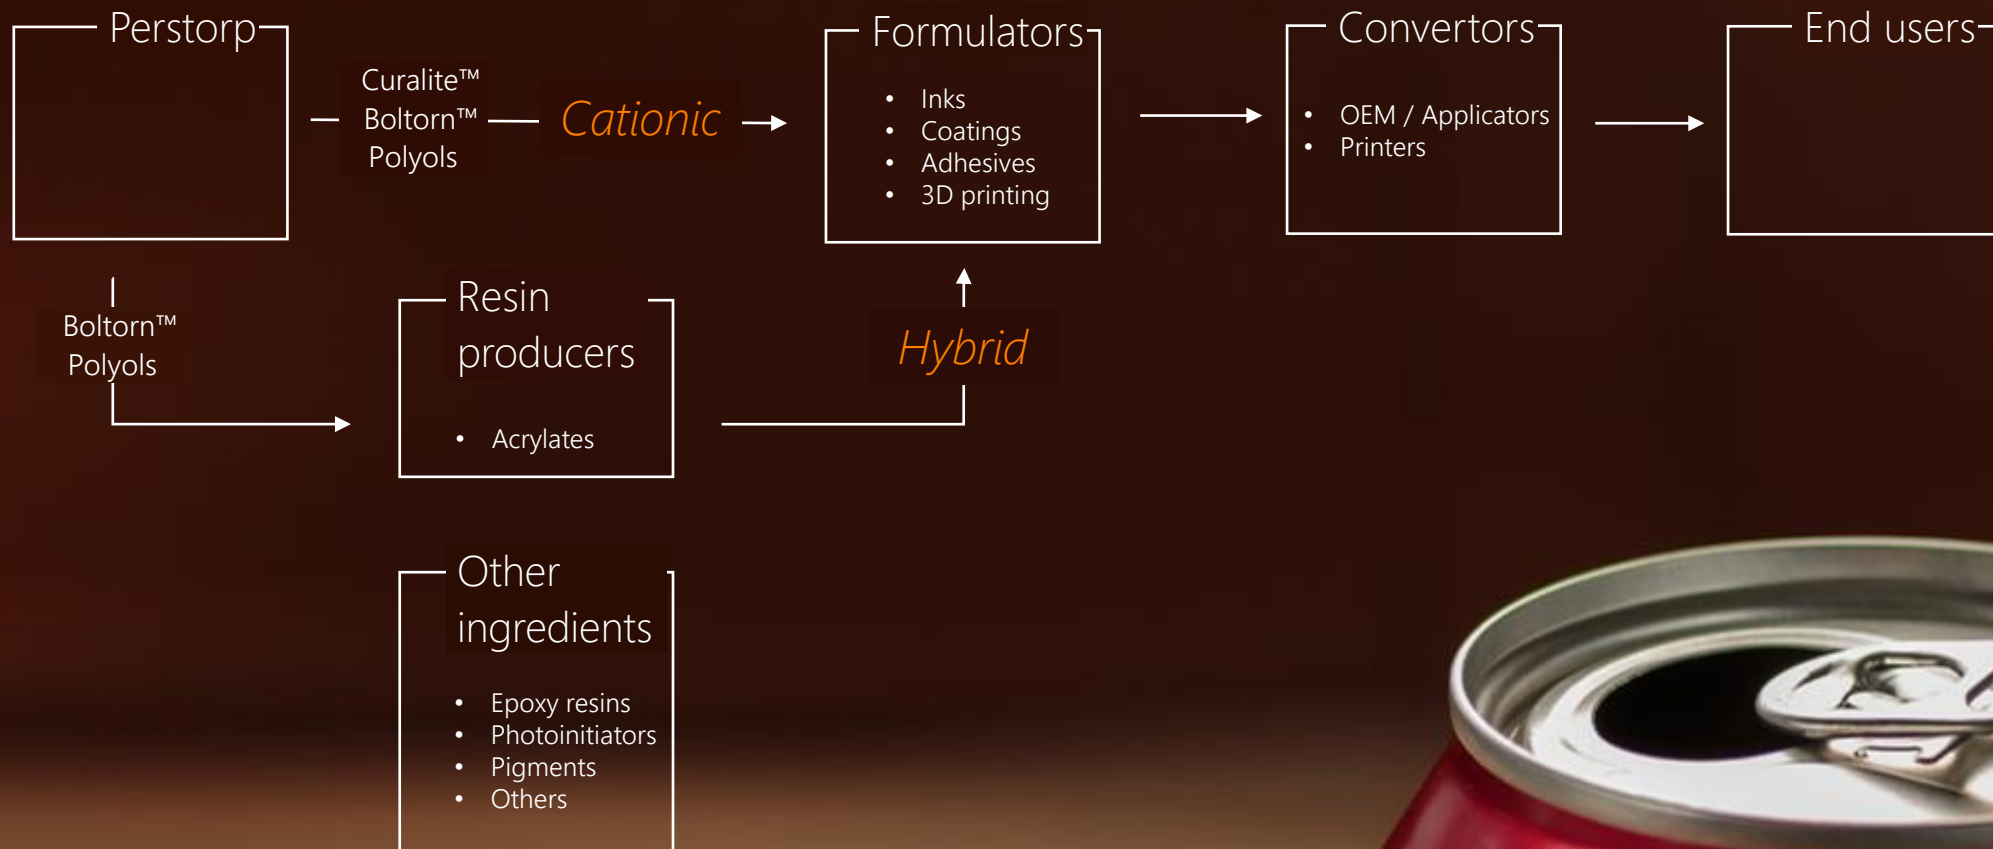 Perstorp
Curalite™
Boltorn™
Polyols
Cationic
Formulators
• Inks
• Coatings
• Adhesives
• 3D printing
Convertors
• OEM / Applicators
• Printers
End users
Boltorn™
Polyols
Resin
producers
• Acrylates
Hybrid
Other
ingredients
• Epoxy resins
• Photoinitiators
• Pigments
• Others